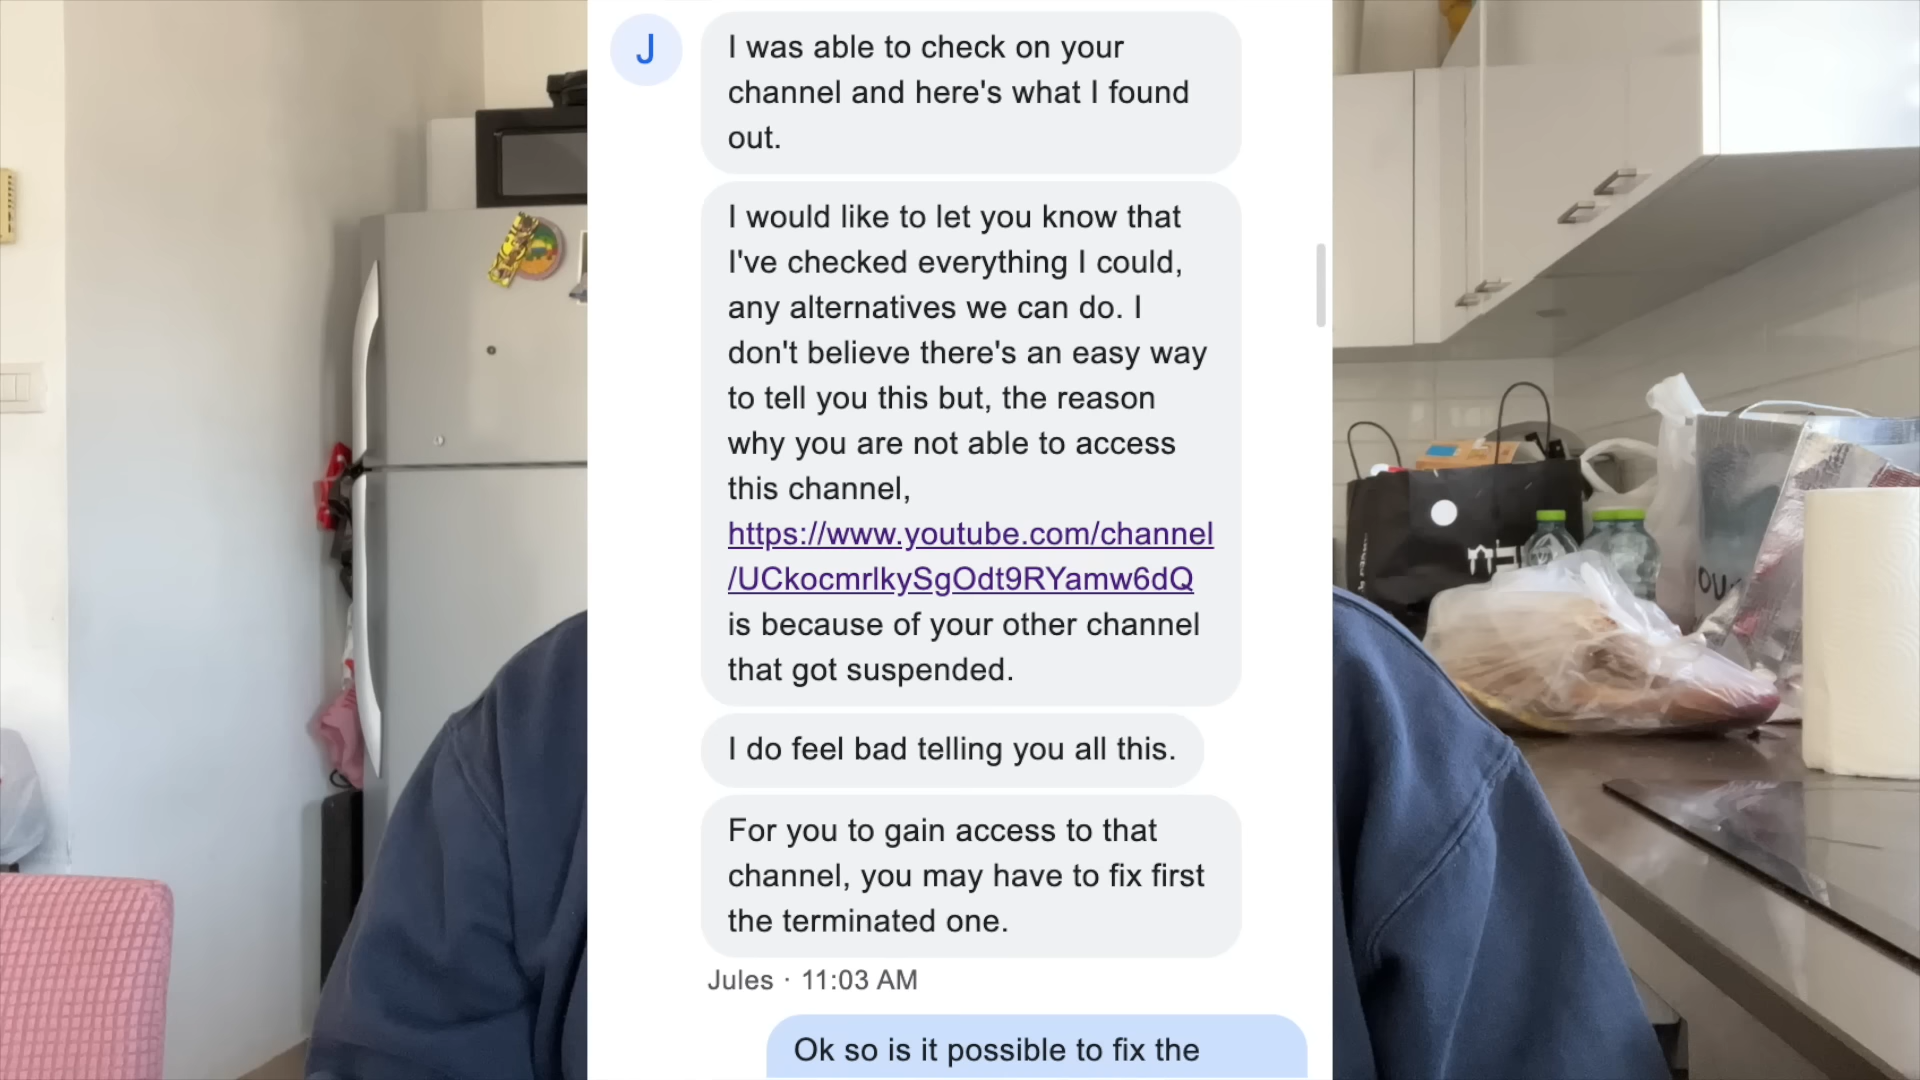 J
I was able to check on your
channel and here's what I found
out.
I would like to let you know that
I've checked everything I could,
any alternatives we can do. I
don't believe there's an easy way
to tell you this but, the reason
why you are not able to access
this channel,
https://www.youtube.com/channel
/UCkocmrlkySgOdt9RYamw6dQ
is because of your other channel
that got suspended.
I do feel bad telling you all this.
For you to gain access to that
channel, you may have to fix first
the terminated one.
Jules · 11:03 AM
Ok so is it possible to fix the